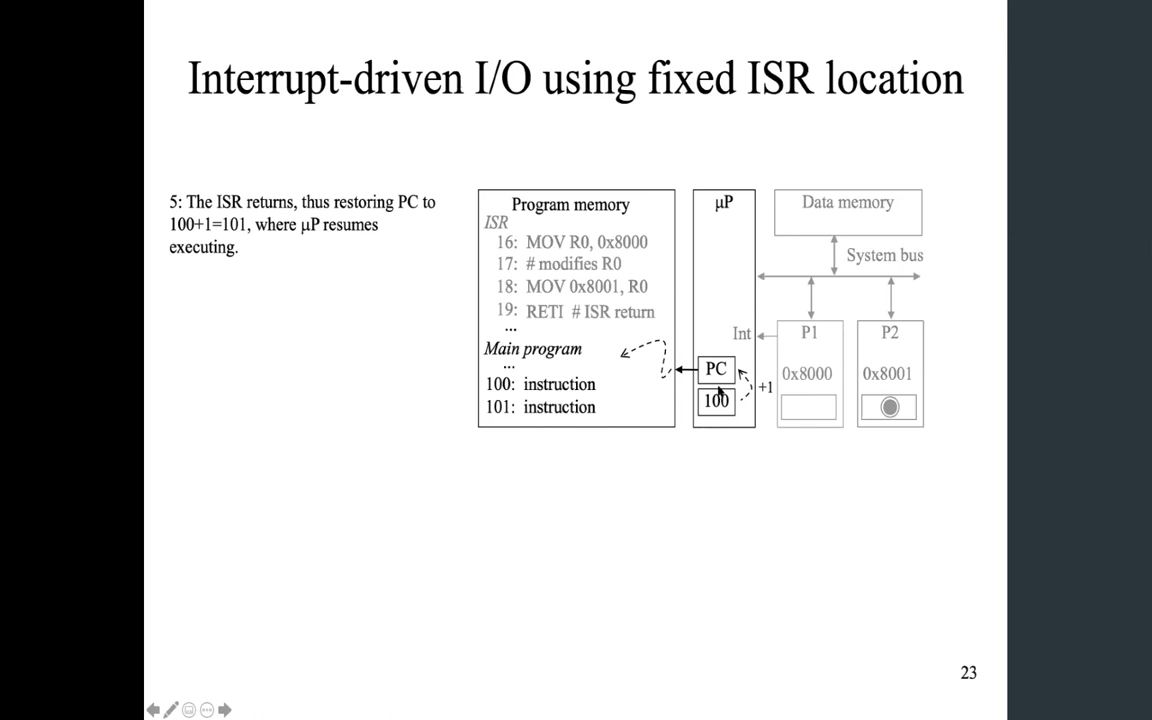 Interrupt-driven I/O using fixed ISR location
5: The ISR returns, thus restoring PC to
100+1=101, where μP resumes
executing.
Program memory
ISR
16: MOV R0, 0x8000
17: # modifies R0
18: MOV 0x8001, R0
19: RETI # ISR return
...
Main program
...
100: instruction
101: instruction
μP
PC
100
+1
Int
Data memory
System bus
P1
0x8000
P2
0x8001
23